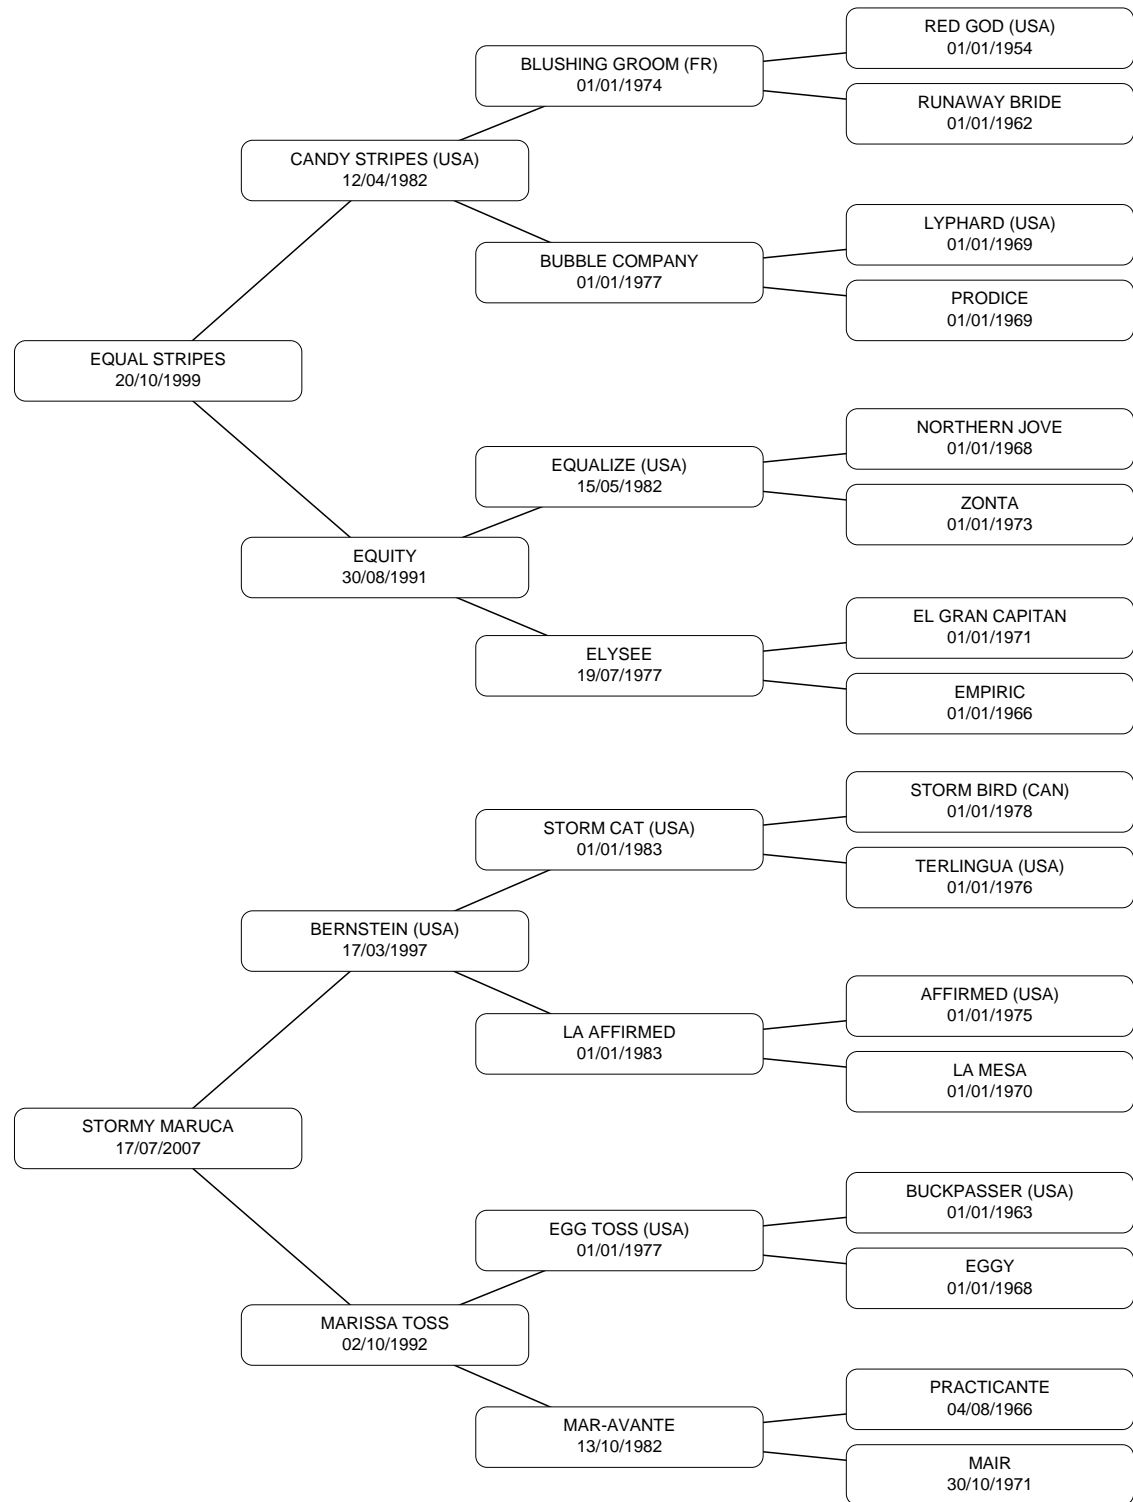 RED GOD (USA)
01/01/1954
BLUSHING GROOM (FR)
01/01/1974
RUNAWAY BRIDE
01/01/1962
CANDY STRIPES (USA)
12/04/1982
LYPHARD (USA)
01/01/1969
BUBBLE COMPANY
01/01/1977
PRODICE
01/01/1969
EQUAL STRIPES
20/10/1999
NORTHERN JOVE
01/01/1968
EQUALIZE (USA)
15/05/1982
ZONTA
01/01/1973
EQUITY
30/08/1991
EL GRAN CAPITAN
01/01/1971
ELYSEE
19/07/1977
EMPIRIC
01/01/1966
STORM BIRD (CAN)
01/01/1978
STORM CAT (USA)
01/01/1983
TERLINGUA (USA)
01/01/1976
BERNSTEIN (USA)
17/03/1997
AFFIRMED (USA)
01/01/1975
LA AFFIRMED
01/01/1983
LA MESA
01/01/1970
STORMY MARUCA
17/07/2007
BUCKPASSER (USA)
01/01/1963
EGG TOSS (USA)
01/01/1977
EGGY
01/01/1968
MARISSA TOSS
02/10/1992
PRACTICANTE
04/08/1966
MAR-AVANTE
13/10/1982
MAIR
30/10/1971